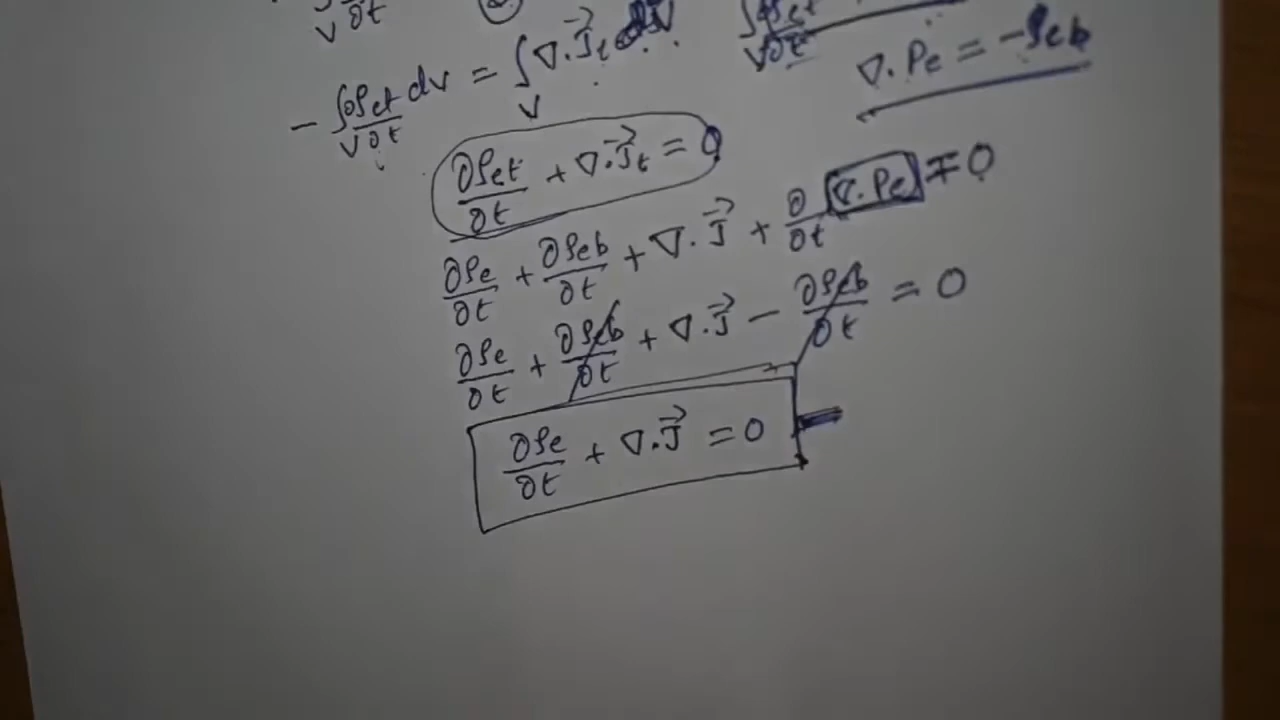 ∫V ∂t
- ∫V ∂ρet/∂t dv = ∫V ∇·J⃗t dV
∇·Pe = -ρeb
∂ρet/∂t + ∇·J⃗t = 0
∂ρe/∂t + ∂ρeb/∂t + ∇·J⃗ + ∂/∂t ∇·Pe = 0
∂ρe/∂t + ∂ρeb/∂t + ∇·J⃗ - ∂ρeb/∂t = 0
∂ρe/∂t + ∇·J⃗ = 0